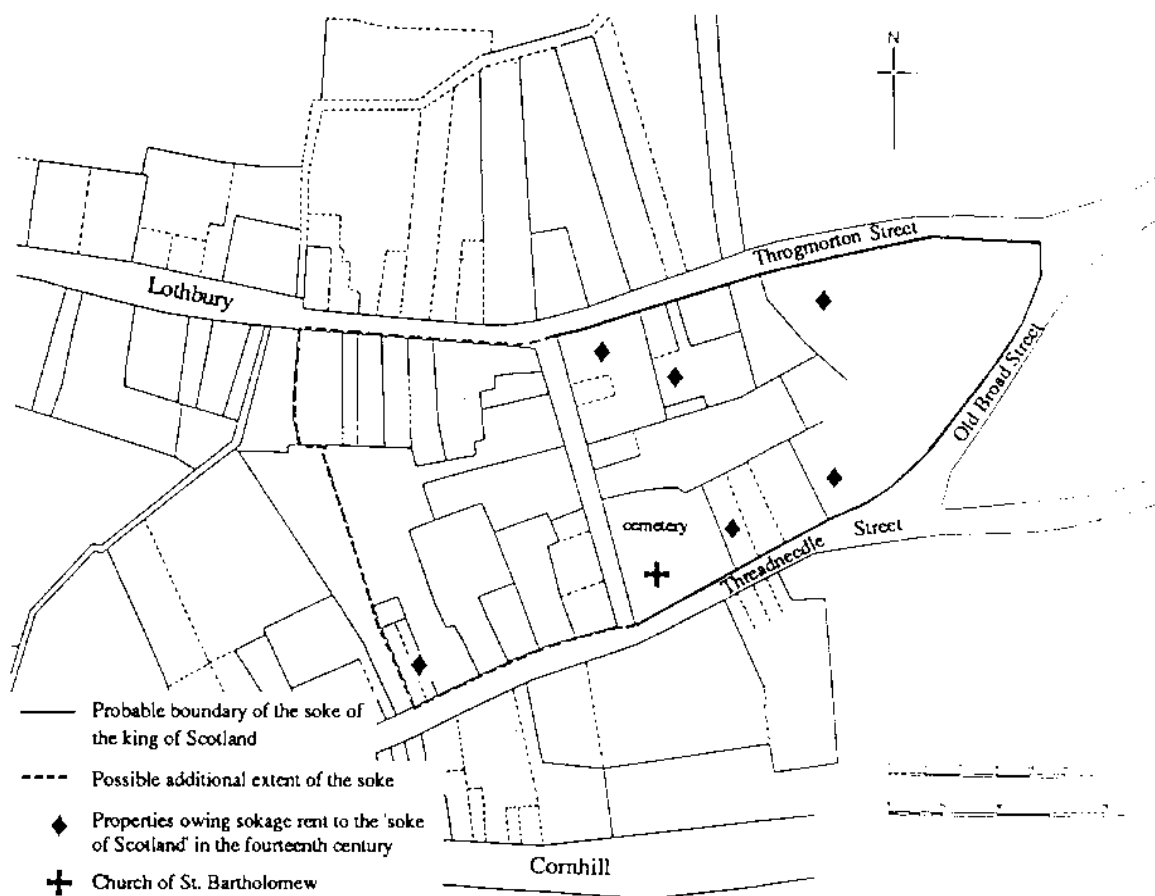 N
Throgmorton Street
Lothbury
Old Broad Street
cemetery
Threadneedle Street
Probable boundary of the soke of
the king of Scotland
Possible additional extent of the soke
Properties owing sokage rent to the 'soke
of Scotland' in the fourteenth century
Church of St. Bartholomew
Cornhill